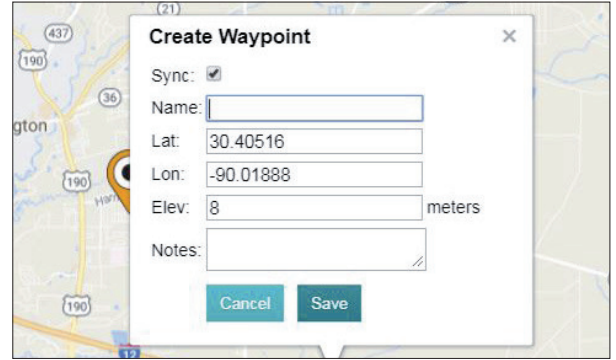 (21)
437
Create Waypoint ×
190
Sync:
36
Name:
gton
Lat: 30.40516
Lon: -90.01888
190
Elev: 8 meters
Notes:
Cancel Save
190
12